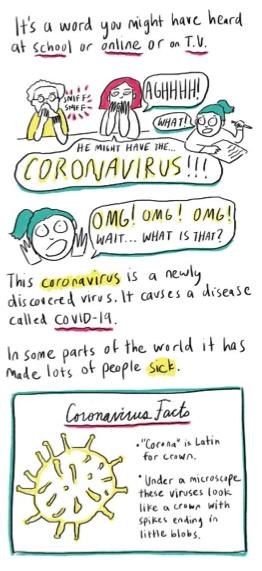 It's a word you might have heard
at school or online or on T.V.
SNIFF
SNIFF
AGHHHH!
WHAT!
HE MIGHT HAVE THE...
CORONAVIRUS!!!
OMG! OMG! OMG!
WAIT... WHAT IS THAT?
This coronavirus is a newly
discovered virus. It causes a disease
called COVID-19.
In some parts of the world it has
made lots of people sick.
Coronavirus Facts
• "Corona" is Latin
for crown.
• Under a microscope
these viruses look
like a crown with
spikes ending in
little blobs.